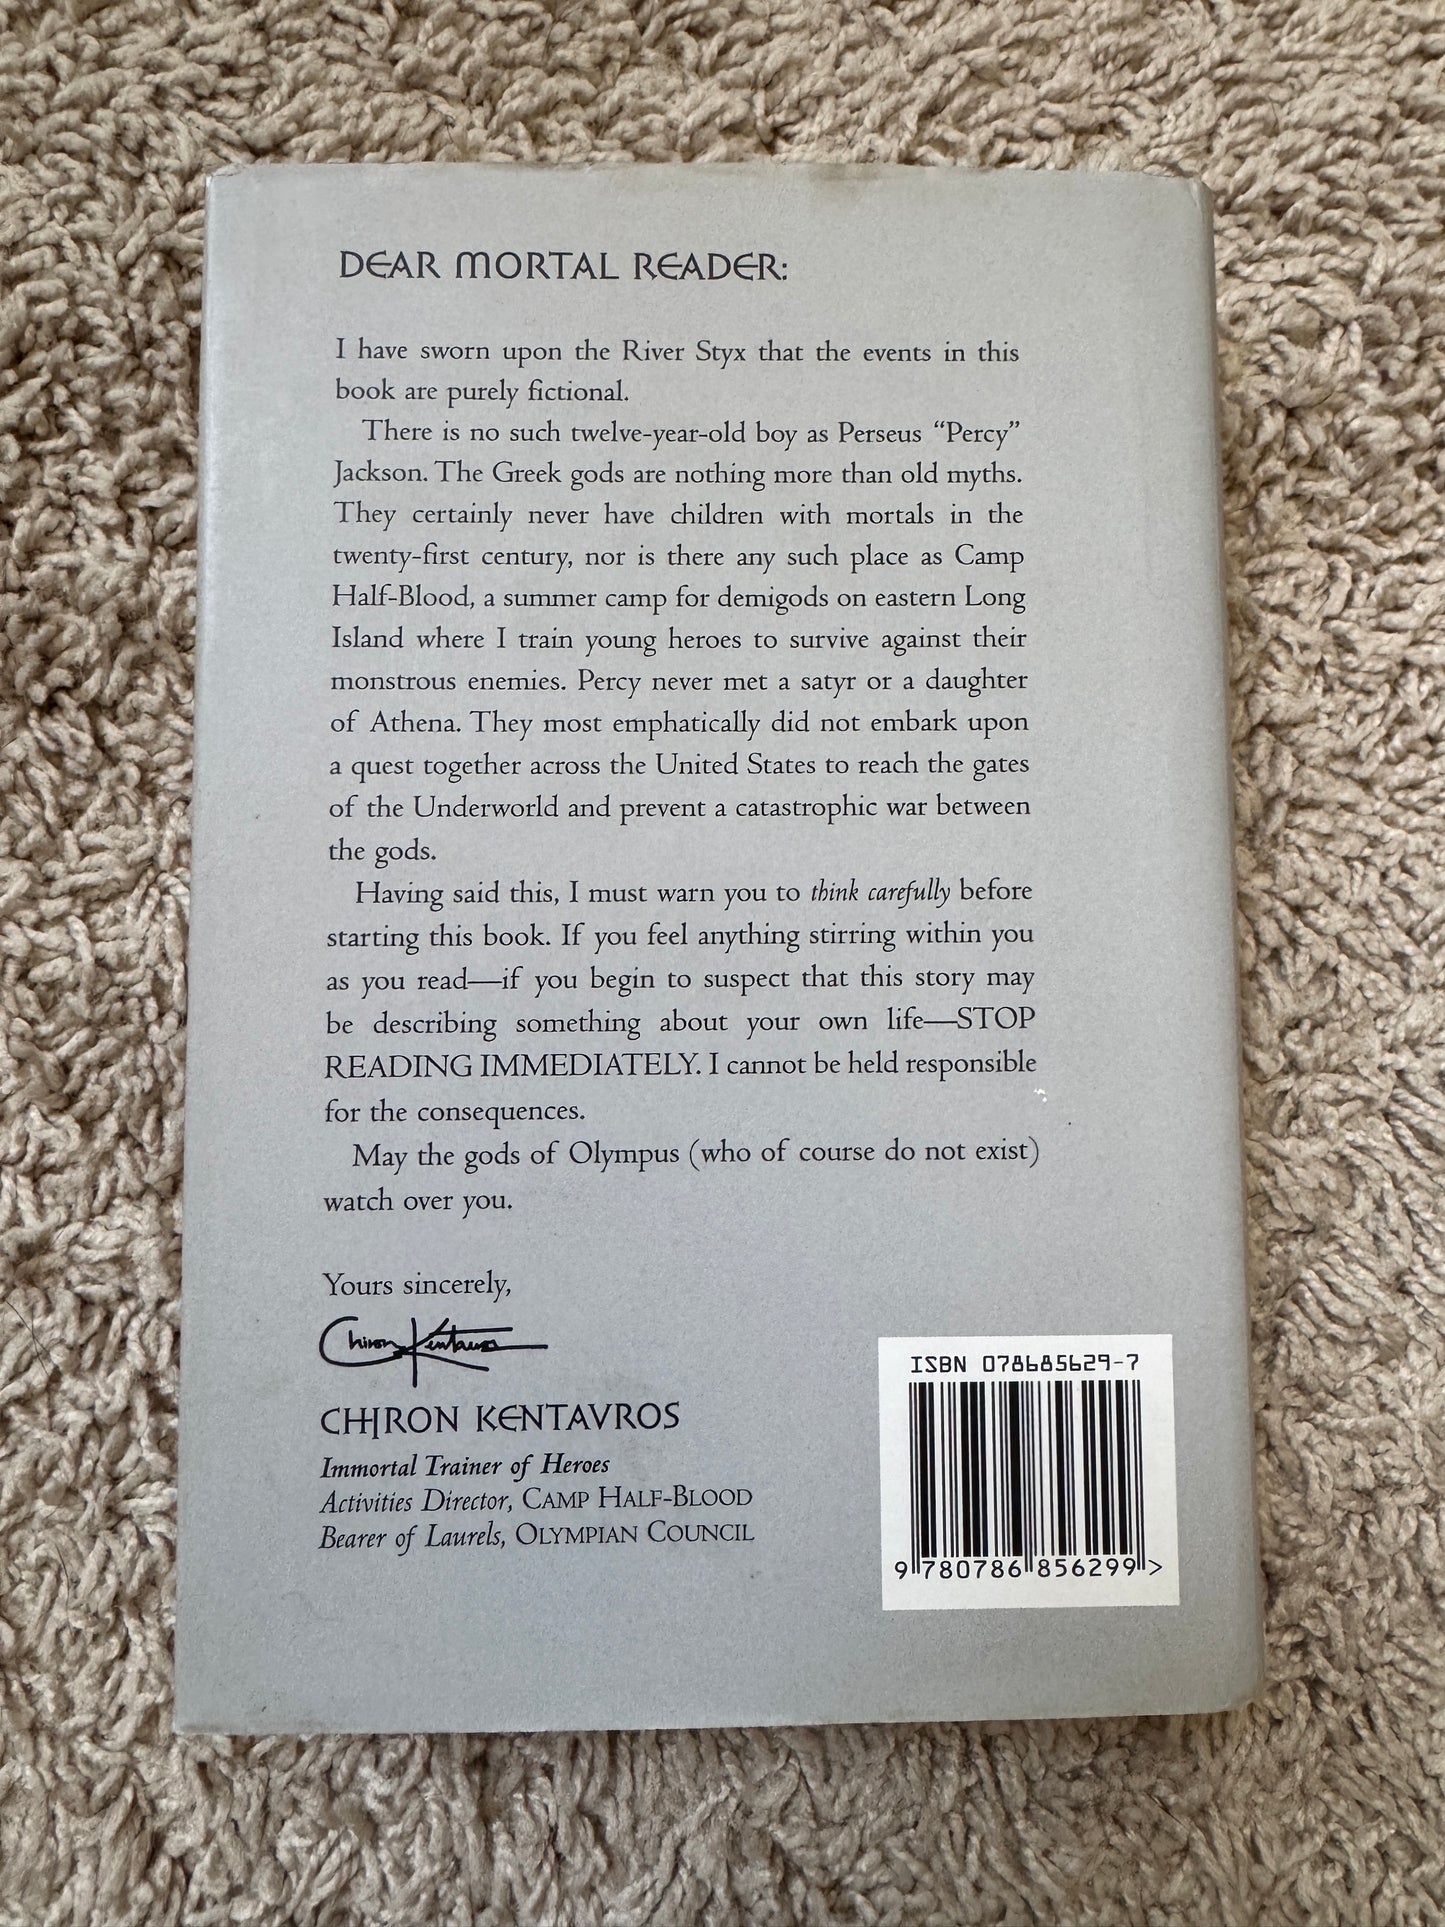 DEAR MORTAL READER:
I have sworn upon the River Styx that the events in this
book are purely fictional.
There is no such twelve-year-old boy as Perseus “Percy”
Jackson. The Greek gods are nothing more than old myths.
They certainly never have children with mortals in the
twenty-first century, nor is there any such place as Camp
Half-Blood, a summer camp for demigods on eastern Long
Island where I train young heroes to survive against their
monstrous enemies. Percy never met a satyr or a daughter
of Athena. They most emphatically did not embark upon
a quest together across the United States to reach the gates
of the Underworld and prevent a catastrophic war between
the gods.
Having said this, I must warn you to think carefully before
starting this book. If you feel anything stirring within you
as you read—if you begin to suspect that this story may
be describing something about your own life—STOP
READING IMMEDIATELY. I cannot be held responsible
for the consequences.
May the gods of Olympus (who of course do not exist)
watch over you.
Yours sincerely,
Chiron Kentavros
CHIRON KENTAVROS
Immortal Trainer of Heroes
Activities Director, CAMP HALF-BLOOD
Bearer of Laurels, OLYMPIAN COUNCIL
ISBN 078685629-7
9 780786 856299 >